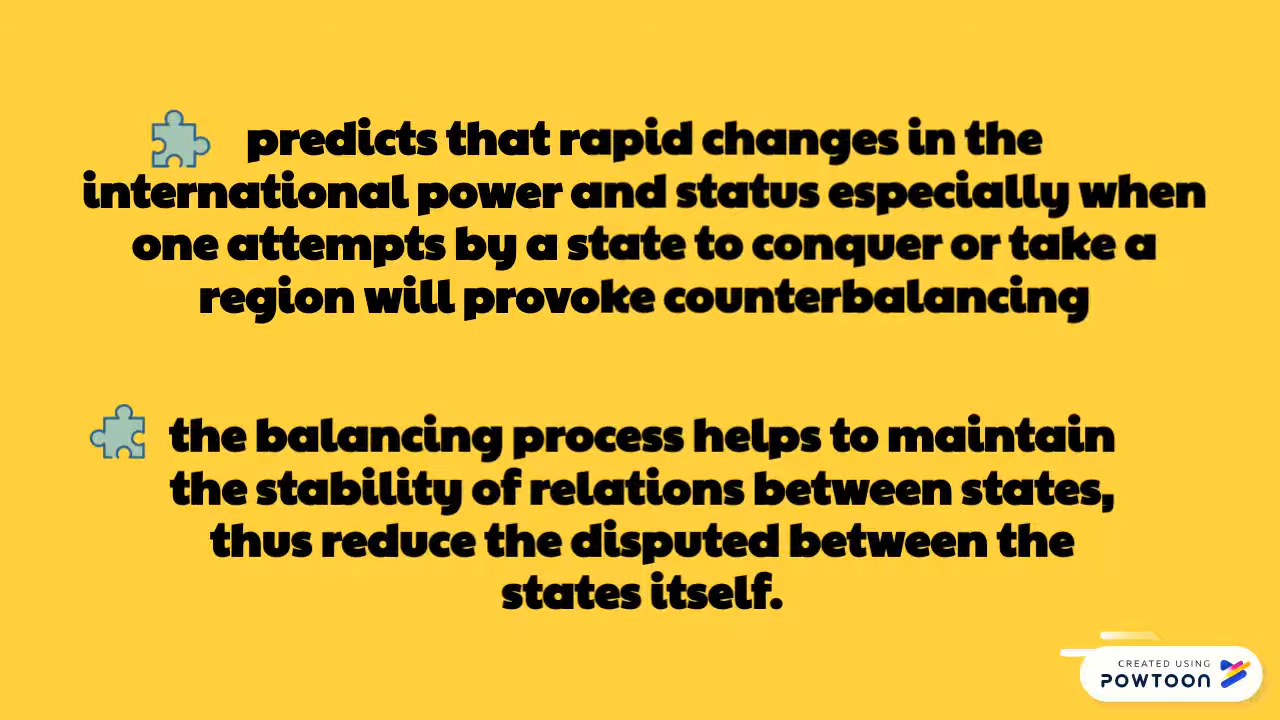 predicts that rapid changes in the
international power and status especially when
one attempts by a state to conquer or take a
region will provoke counterbalancing
the balancing process helps to maintain
the stability of relations between states,
thus reduce the disputed between the
states itself.
CREATED USING
POWTOON